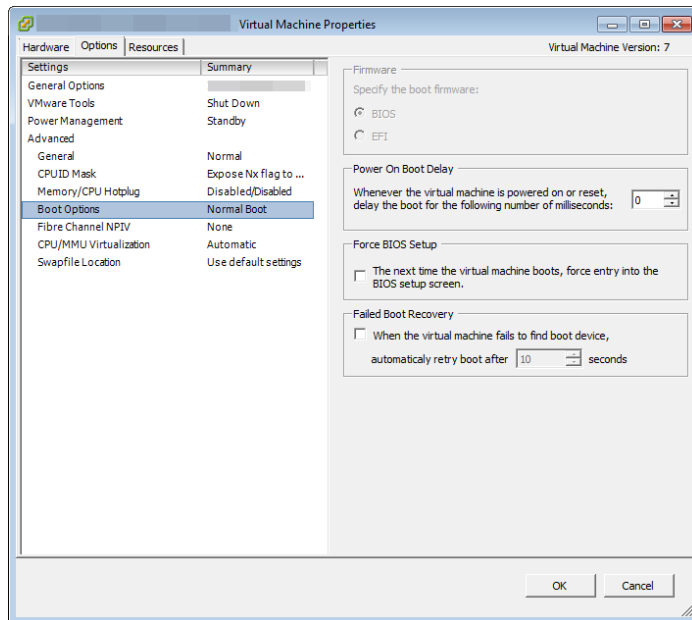 Virtual Machine Properties
Hardware Options Resources Virtual Machine Version: 7
Settings Summary
General Options
VMware Tools Shut Down
Power Management Standby
Advanced
General Normal
CPUID Mask Expose Nx flag to ...
Memory/CPU Hotplug Disabled/Disabled
Boot Options Normal Boot
Fibre Channel NPIV None
CPU/MMU Virtualization Automatic
Swapfile Location Use default settings
Firmware
Specify the boot firmware:
BIOS
EFI
Power On Boot Delay
Whenever the virtual machine is powered on or reset,
delay the boot for the following number of milliseconds: 0
Force BIOS Setup
The next time the virtual machine boots, force entry into the
BIOS setup screen.
Failed Boot Recovery
When the virtual machine fails to find boot device,
automaticaly retry boot after 10 seconds
OK Cancel